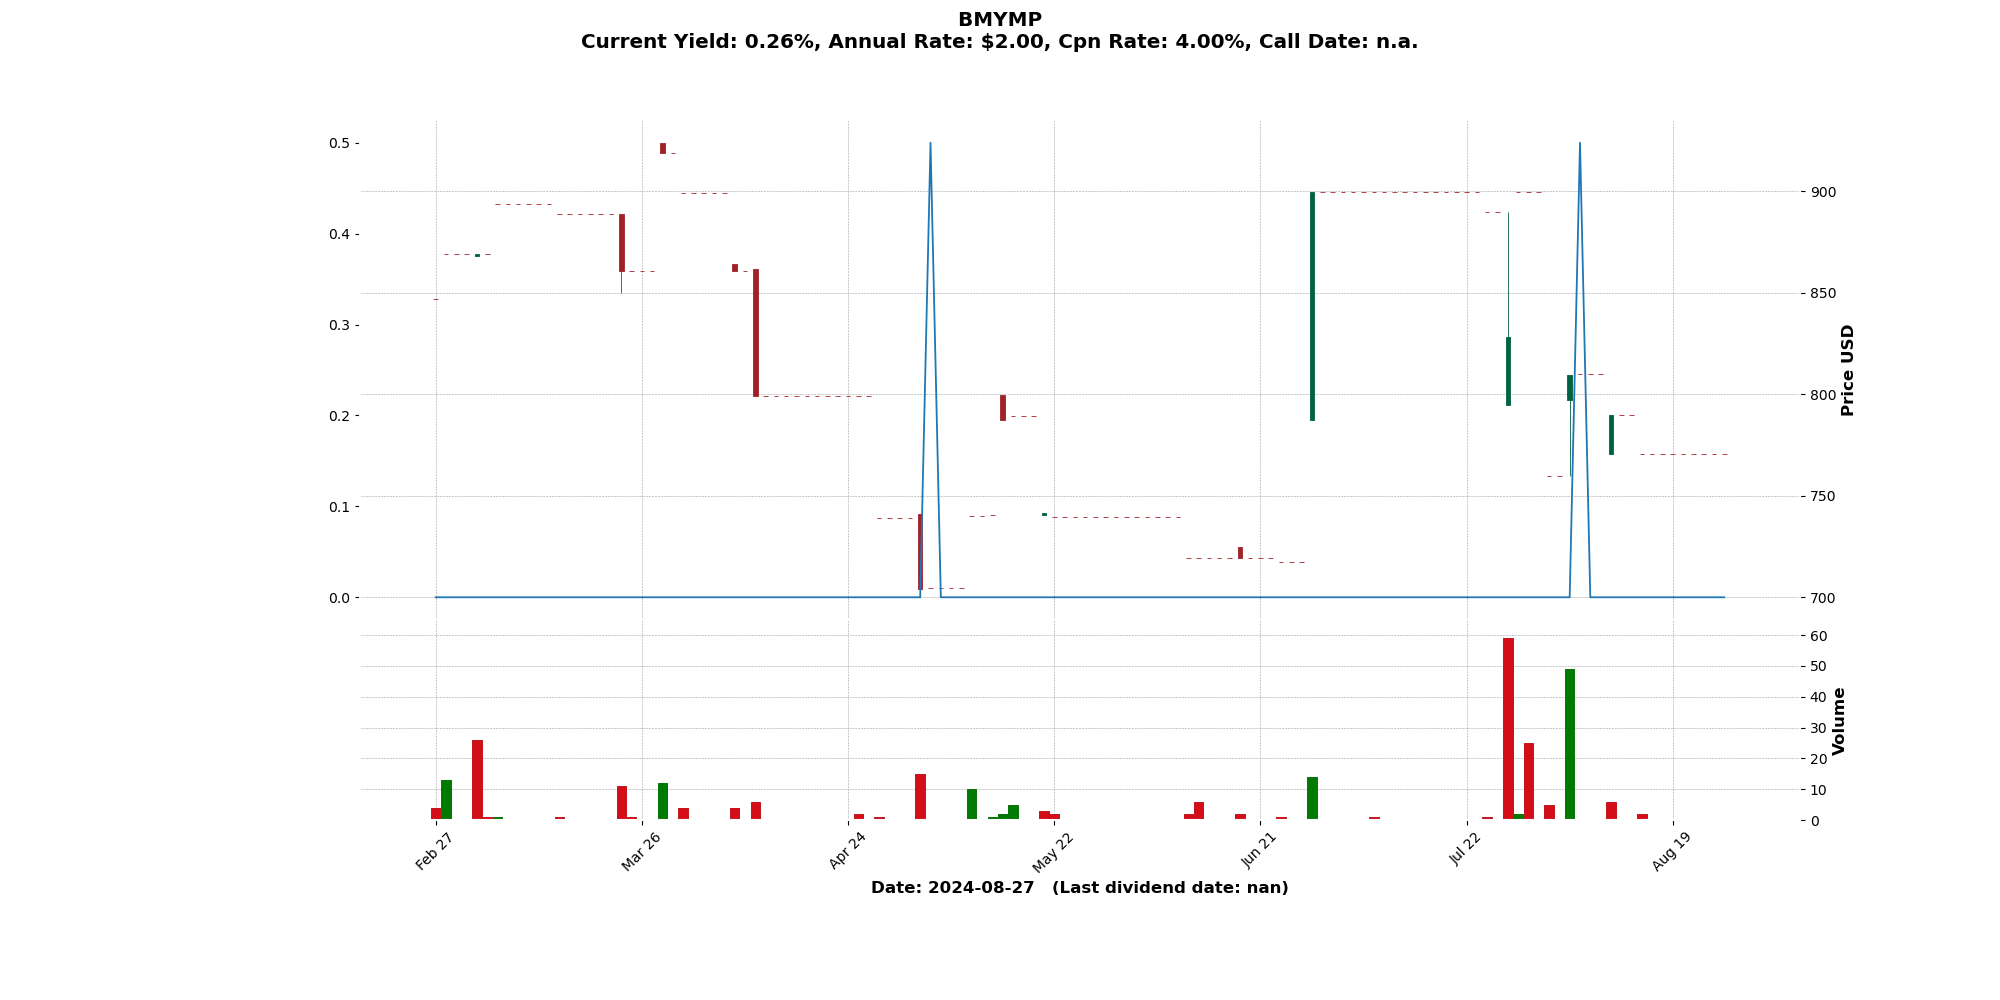 BMYMP
Current Yield: 0.26%, Annual Rate: $2.00, Cpn Rate: 4.00%, Call Date: n.a.
0.5
0.4
0.3
0.2
0.1
0.0
900
850
800
750
700
Price USD
60
50
40
30
20
10
0
Volume
Feb 27
Mar 26
Apr 24
May 22
Jun 21
Jul 22
Aug 19
Date: 2024-08-27   (Last dividend date: nan)